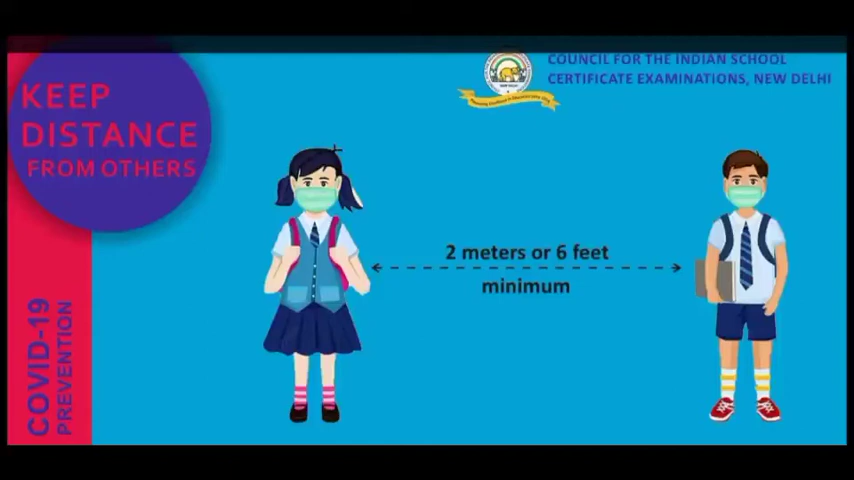 KEEP
DISTANCE
FROM OTHERS
COUNCIL FOR THE INDIAN SCHOOL
CERTIFICATE EXAMINATIONS, NEW DELHI
2 meters or 6 feet
minimum
COVID-19
PREVENTION